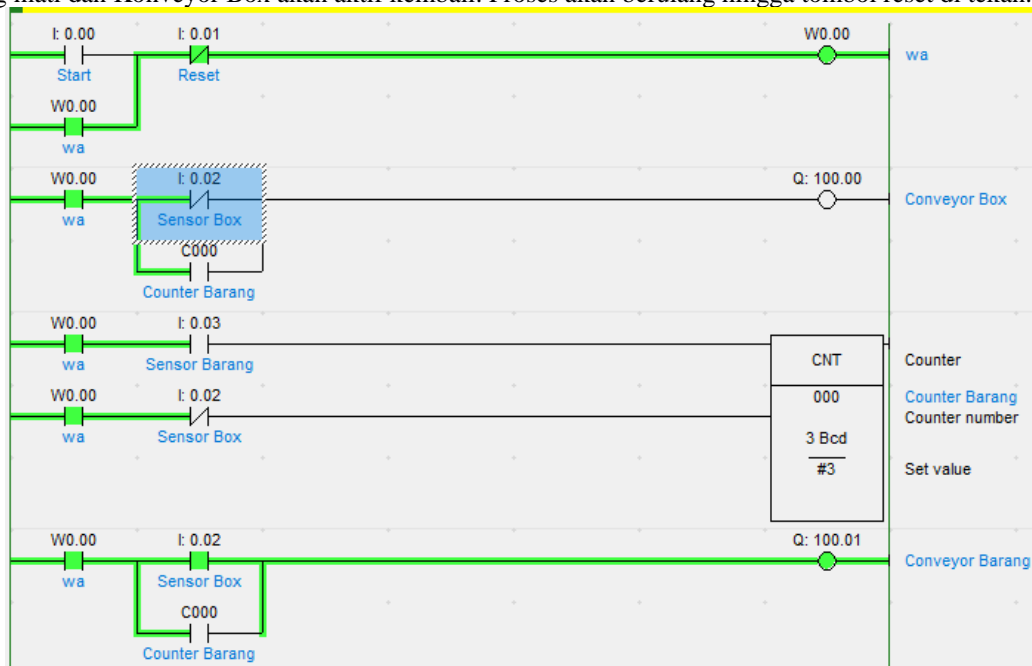 mati dan Konveyor Box akan aktif kembali. Proses akan berulang hingga tombol reset di tekan.
I: 0.00 I: 0.01 W0.00
wa
Start Reset
W0.00
wa
W0.00 I: 0.02 Q: 100.00
Conveyor Box
wa Sensor Box
C000
Counter Barang
W0.00 I: 0.03
wa Sensor Barang
CNT Counter
W0.00 I: 0.02 000 Counter Barang
Counter number
wa Sensor Box 3 Bcd
#3 Set value
W0.00 I: 0.02 Q: 100.01
Conveyor Barang
wa Sensor Box
C000
Counter Barang